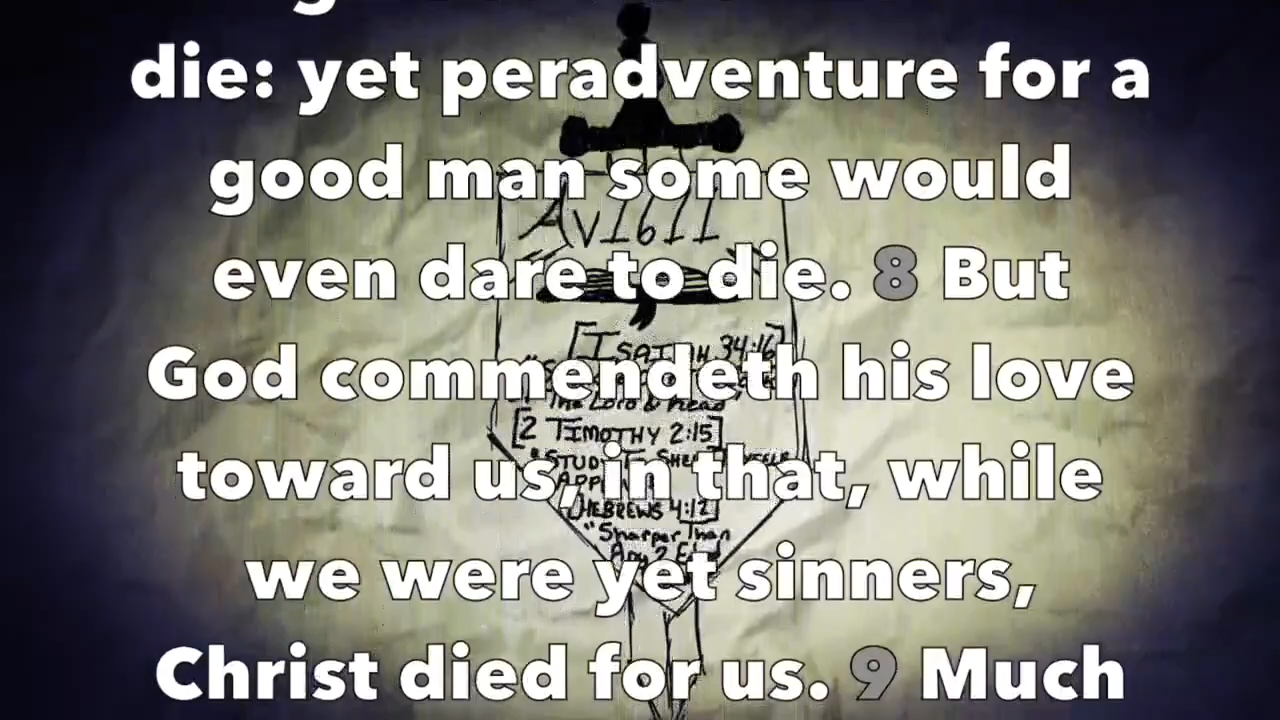 die: yet peradventure for a
good man some would
AV1611
even dare to die. 8 But
[ISAIAH 34:16]
God commendeth his love
The Lord & Read
[2 TIMOTHY 2:15]
toward us, in that, while
HEBREWS 4:12]
"Sharper Than
Any 2 Ed
we were yet sinners,
Christ died for us. 9 Much